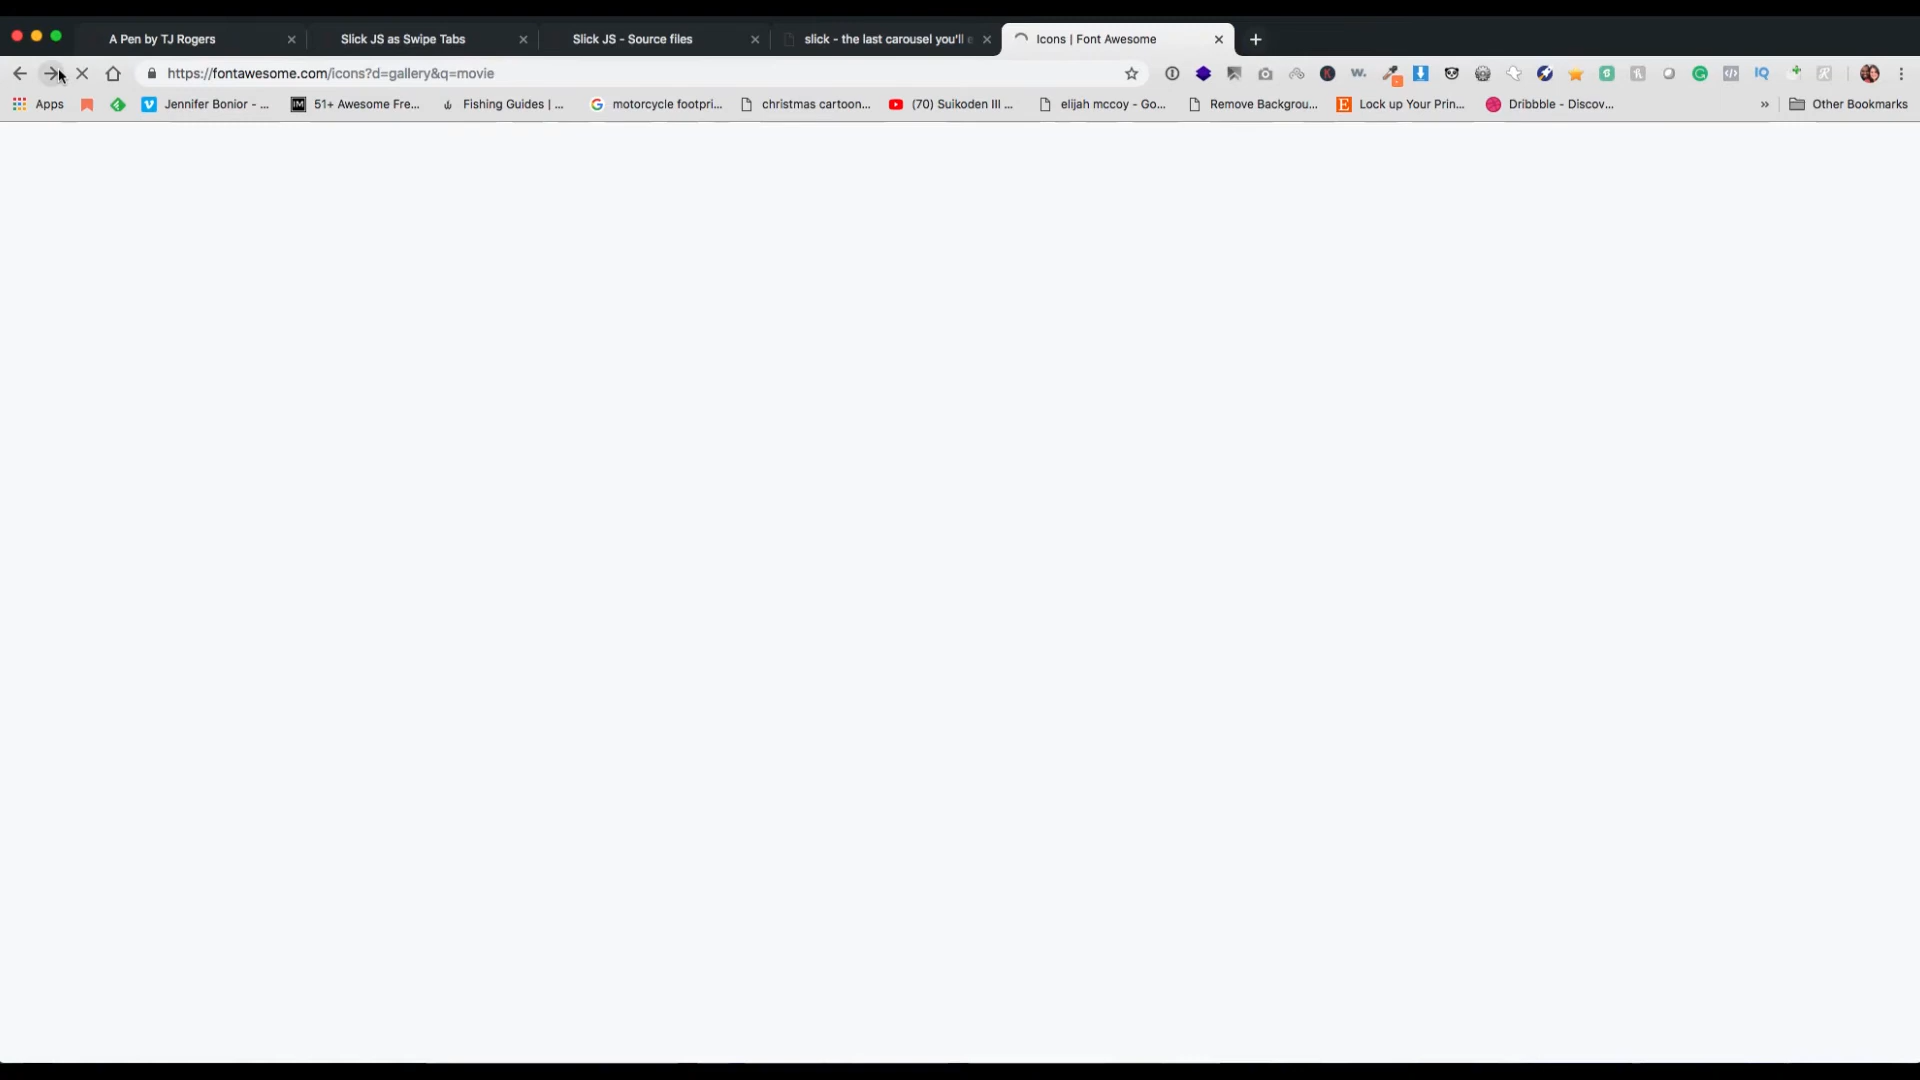 A Pen by TJ Rogers
Slick JS as Swipe Tabs
Slick JS - Source files
slick - the last carousel you'll
Icons | Font Awesome
https://fontawesome.com/icons?d=gallery&q=movie
W.
IQ
Apps
Jennifer Bonior - ...
IM
51+ Awesome Fre...
Fishing Guides | ...
motorcycle footpri...
christmas cartoon...
(70) Suikoden III ...
elijah mccoy - Go...
Remove Backgrou...
Lock up Your Prin...
Dribbble - Discov...
»
Other Bookmarks